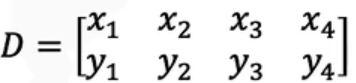 D = [x₁ x₂ x₃ x₄
y₁ y₂ y₃ y₄]